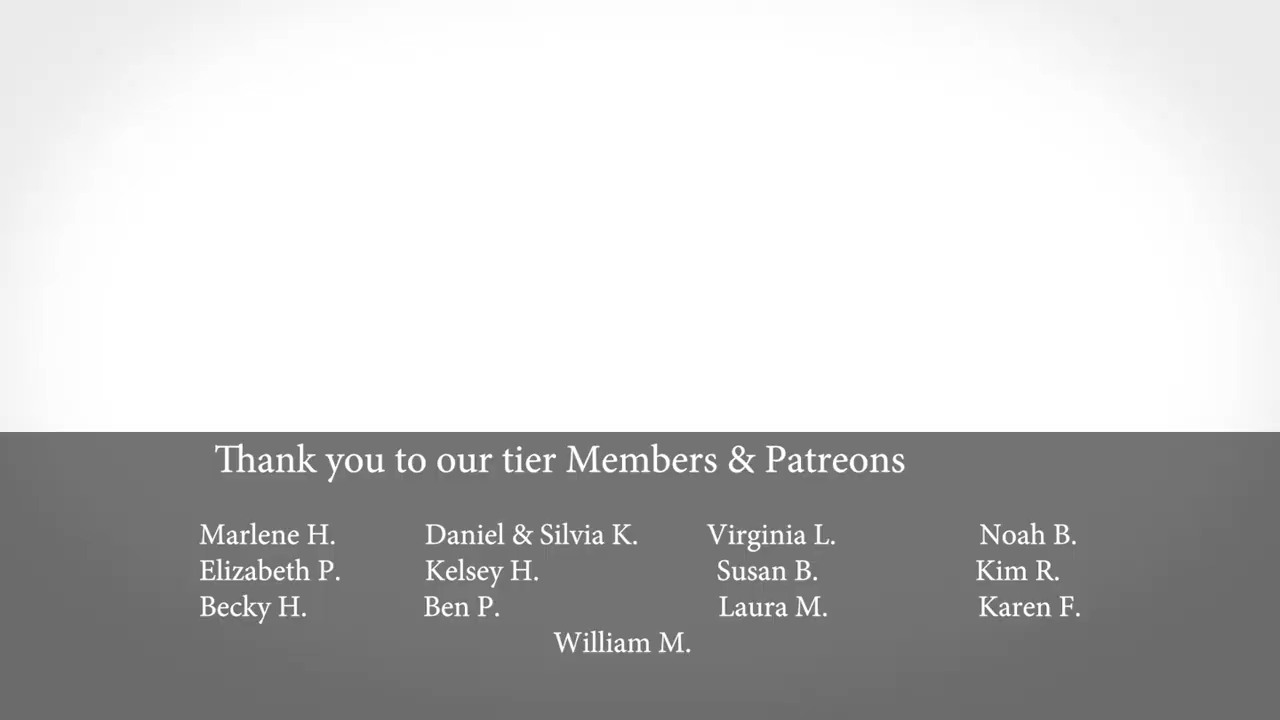 Thank you to our tier Members & Patreons
Marlene H. Daniel & Silvia K. Virginia L. Noah B.
Elizabeth P. Kelsey H. Susan B. Kim R.
Becky H. Ben P. Laura M. Karen F.
William M.